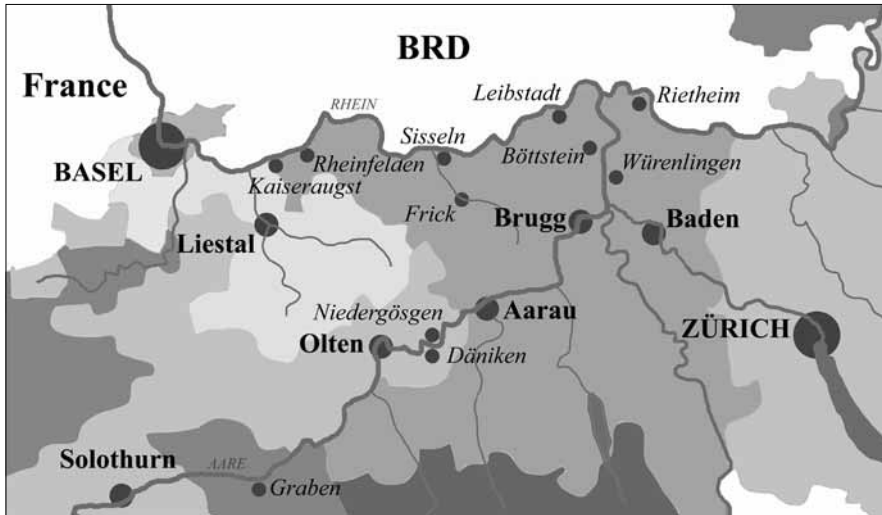 BRD
France
RHEIN
Leibstadt
Rietheim
Sisseln
BASEL
Rheinfelden
Böttstein
Würenlingen
Kaiseraugst
Frick
Brugg
Baden
Liestal
Niedergösgen
Aarau
ZÜRICH
Olten
Däniken
Solothurn
AARE
Graben